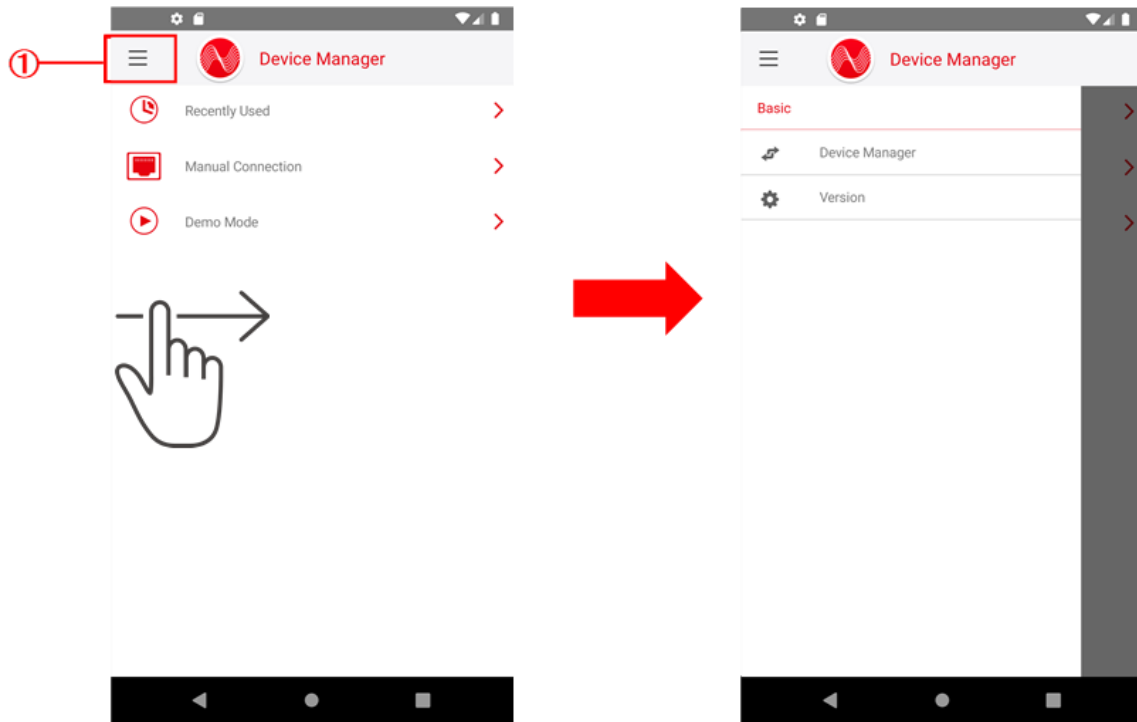 ①
Device Manager
Recently Used
Manual Connection
Demo Mode
Device Manager
Basic
Device Manager
Version